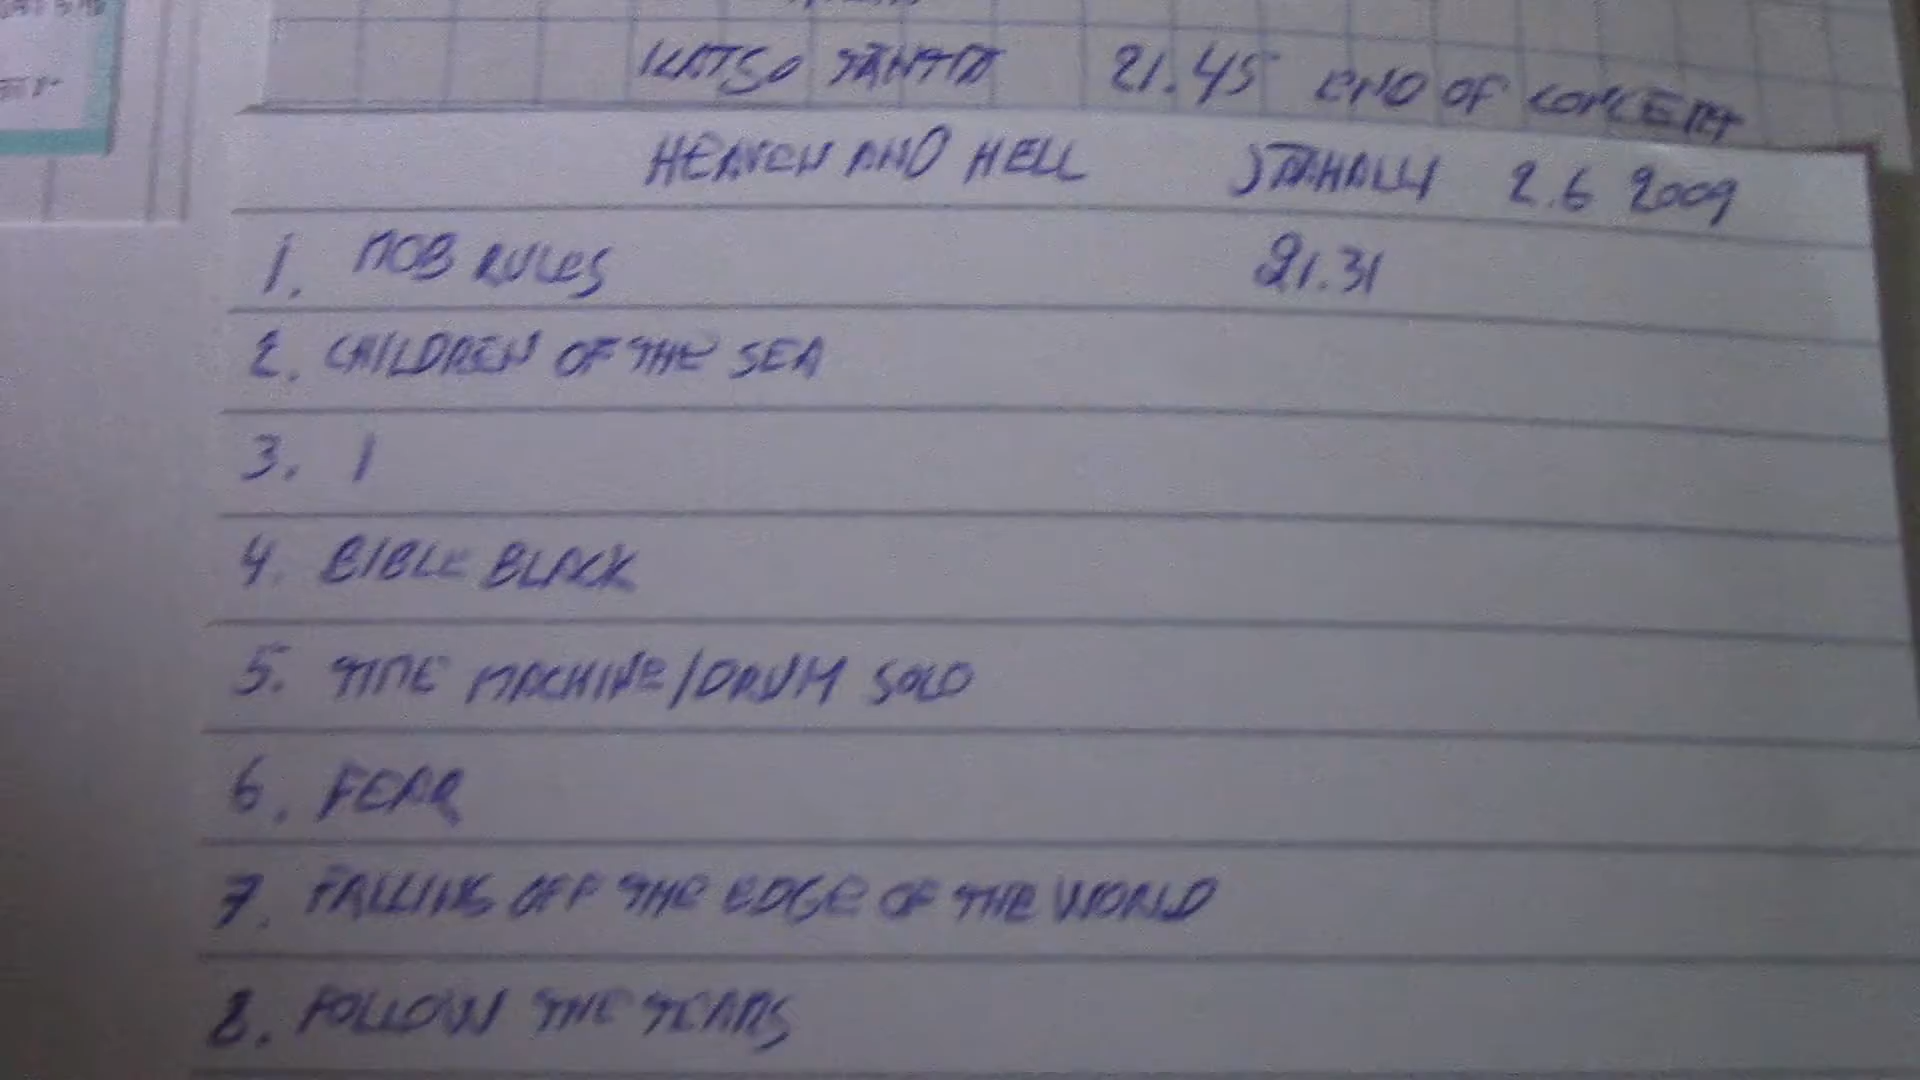 KATSO TÄHTIÄ 21.45 END OF CONCERT
HEAVEN AND HELL JÄÄHALLI 2.6 2009
1. MOB RULES 21.31
2. CHILDREN OF THE SEA
3. I
4. BIBLE BLACK
5. TIME MACHINE/DRUM SOLO
6. FEAR
7. FALLING OFF THE EDGE OF THE WORLD
8. FOLLOW THE TEARS